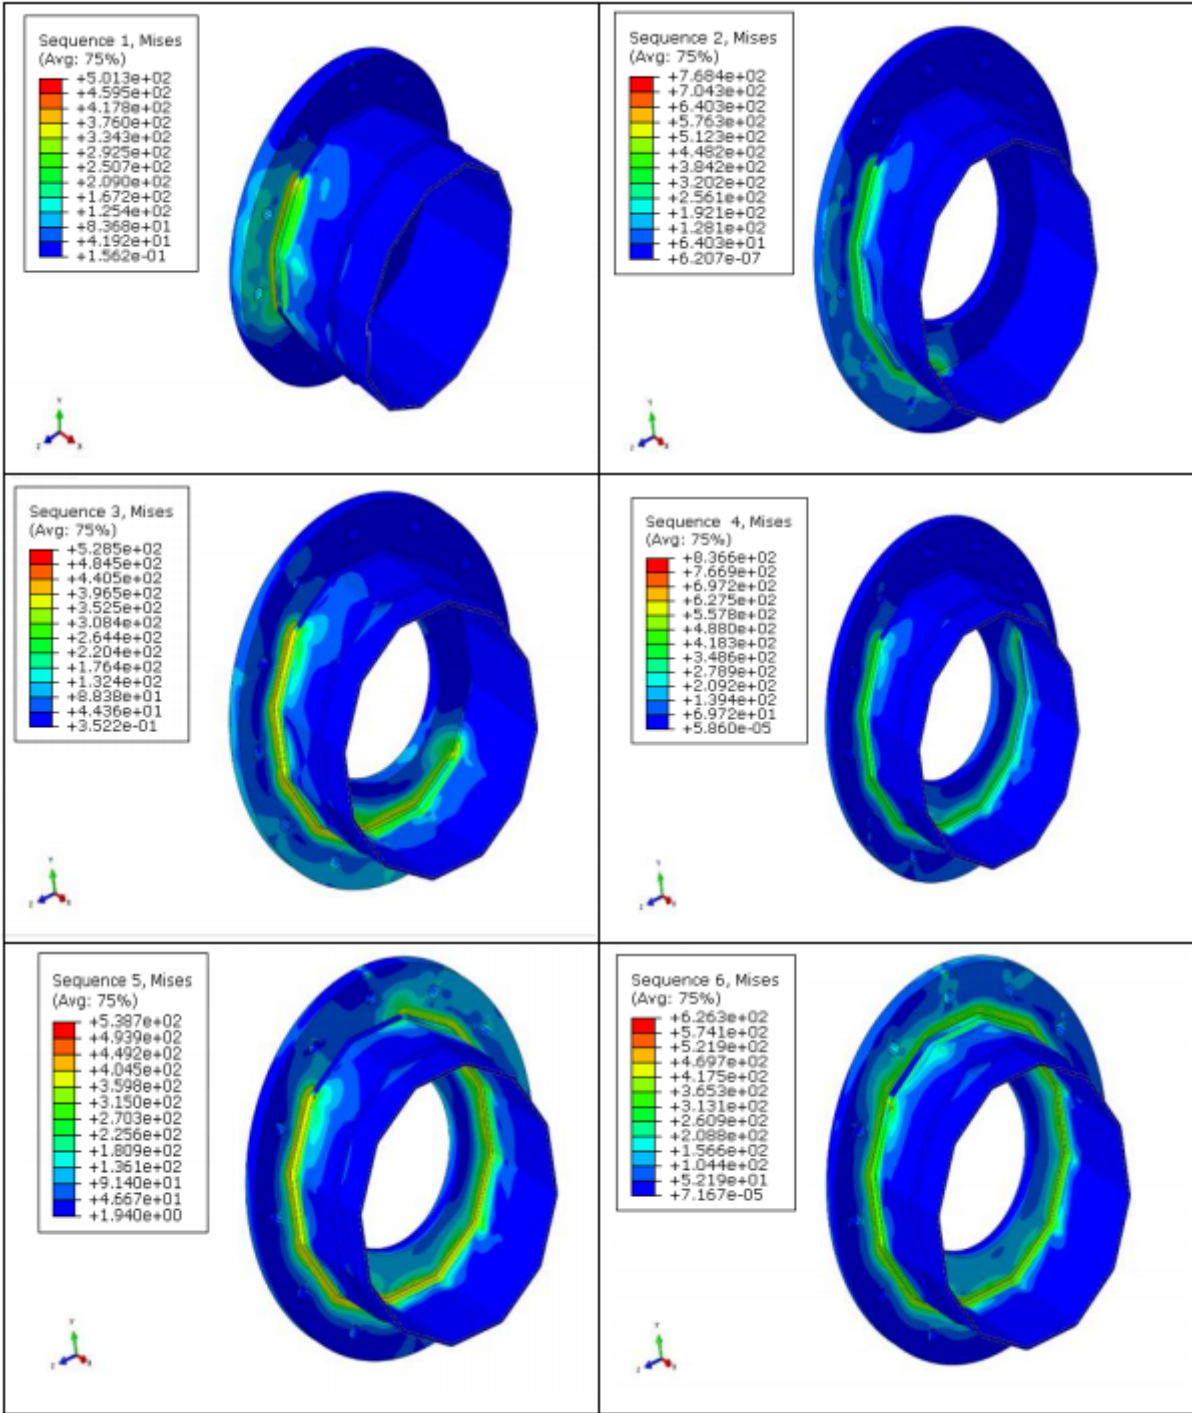 Sequence 1, Mises
(Avg: 75%)
+5.013e+02
+4.595e+02
+4.178e+02
+3.760e+02
+3.343e+02
+2.925e+02
+2.507e+02
+2.090e+02
+1.672e+02
+1.254e+02
+8.368e+01
+4.192e+01
+1.562e-01
Sequence 2, Mises
(Avg: 75%)
+7.684e+02
+7.043e+02
+6.403e+02
+5.763e+02
+5.123e+02
+4.482e+02
+3.842e+02
+3.202e+02
+2.561e+02
+1.921e+02
+1.281e+02
+6.403e+01
+6.207e-07
Sequence 3, Mises
(Avg: 75%)
+5.285e+02
+4.845e+02
+4.405e+02
+3.965e+02
+3.525e+02
+3.084e+02
+2.644e+02
+2.204e+02
+1.764e+02
+1.324e+02
+8.838e+01
+4.436e+01
+3.522e-01
Sequence 4, Mises
(Avg: 75%)
+8.366e+02
+7.669e+02
+6.972e+02
+6.275e+02
+5.578e+02
+4.880e+02
+4.183e+02
+3.486e+02
+2.789e+02
+2.092e+02
+1.394e+02
+6.972e+01
+5.860e-05
Sequence 5, Mises
(Avg: 75%)
+5.387e+02
+4.939e+02
+4.492e+02
+4.045e+02
+3.598e+02
+3.150e+02
+2.703e+02
+2.256e+02
+1.809e+02
+1.361e+02
+9.140e+01
+4.667e+01
+1.940e+00
Sequence 6, Mises
(Avg: 75%)
+6.263e+02
+5.741e+02
+5.219e+02
+4.697e+02
+4.175e+02
+3.653e+02
+3.131e+02
+2.609e+02
+2.088e+02
+1.566e+02
+1.044e+02
+5.219e+01
+7.167e-05